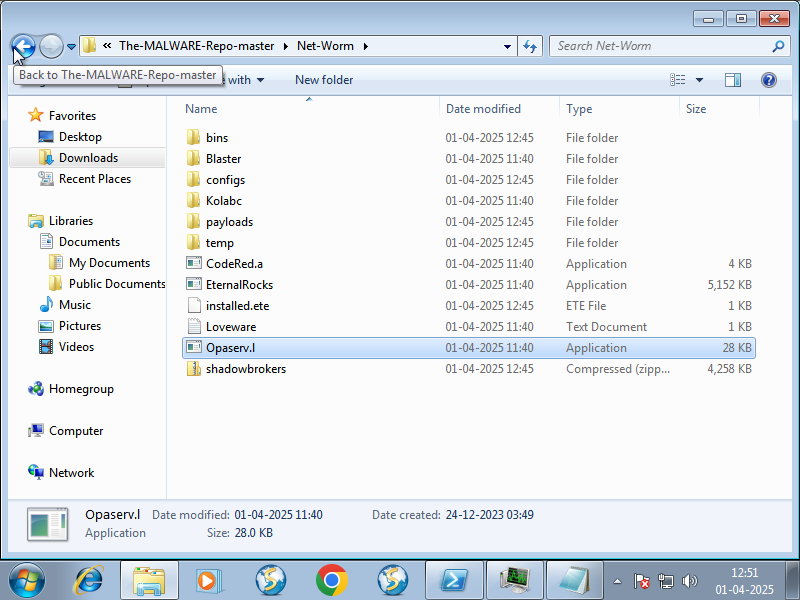 « The-MALWARE-Repo-master Net-Worm
Search Net-Worm
Back to The-MALWARE-Repo-master
with
New folder
Name Date modified Type Size
Favorites
Desktop
Downloads
Recent Places
Libraries
Documents
My Documents
Public Documents
Music
Pictures
Videos
Homegroup
Computer
Network
bins 01-04-2025 12:45 File folder
Blaster 01-04-2025 11:40 File folder
configs 01-04-2025 12:45 File folder
Kolabc 01-04-2025 11:40 File folder
payloads 01-04-2025 12:45 File folder
temp 01-04-2025 12:45 File folder
CodeRed.a 01-04-2025 11:40 Application 4 KB
EternalRocks 01-04-2025 11:40 Application 5,152 KB
installed.ete 01-04-2025 12:45 ETE File 1 KB
Loveware 01-04-2025 11:40 Text Document 1 KB
Opaserv.l 01-04-2025 11:40 Application 28 KB
shadowbrokers 01-04-2025 12:45 Compressed (zipp... 4,258 KB
Opaserv.l Date modified: 01-04-2025 11:40 Date created: 24-12-2023 03:49
Application Size: 28.0 KB
12:51
01-04-2025